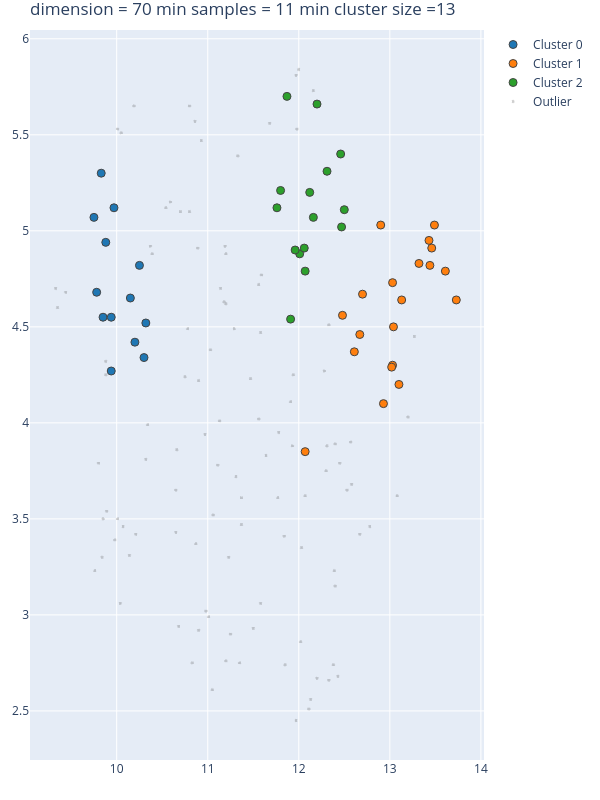 dimension = 70 min samples = 11 min cluster size =13
6
5.5
5
4.5
4
3.5
3
2.5
10
11
12
13
14
Cluster 0
Cluster 1
Cluster 2
Outlier